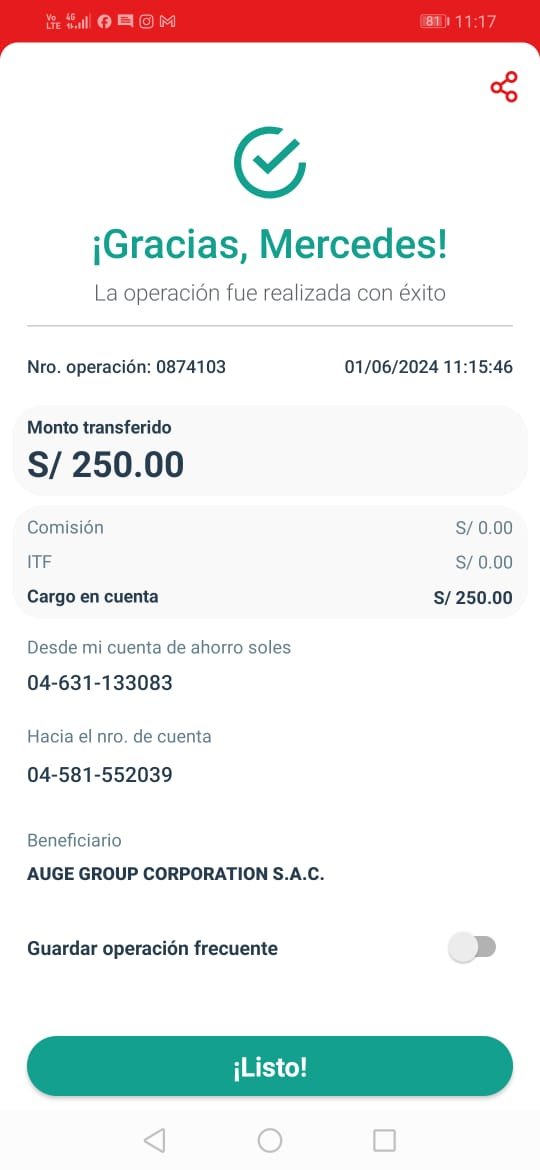 Vo LTE 4G 81 11:17
¡Gracias, Mercedes!
La operación fue realizada con éxito
Nro. operación: 0874103 01/06/2024 11:15:46
Monto transferido
S/ 250.00
Comisión S/ 0.00
ITF S/ 0.00
Cargo en cuenta S/ 250.00
Desde mi cuenta de ahorro soles
04-631-133083
Hacia el nro. de cuenta
04-581-552039
Beneficiario
AUGE GROUP CORPORATION S.A.C.
Guardar operación frecuente
¡Listo!